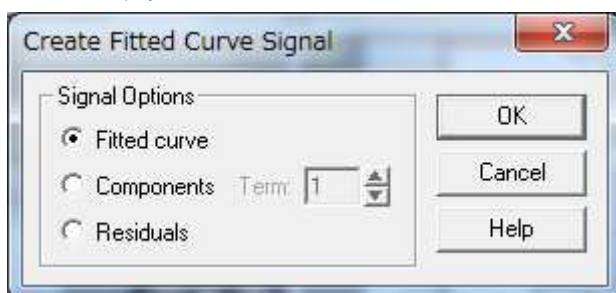 Create Fitted Curve Signal
Signal Options
Fitted curve
Components Term: 1
Residuals
OK
Cancel
Help